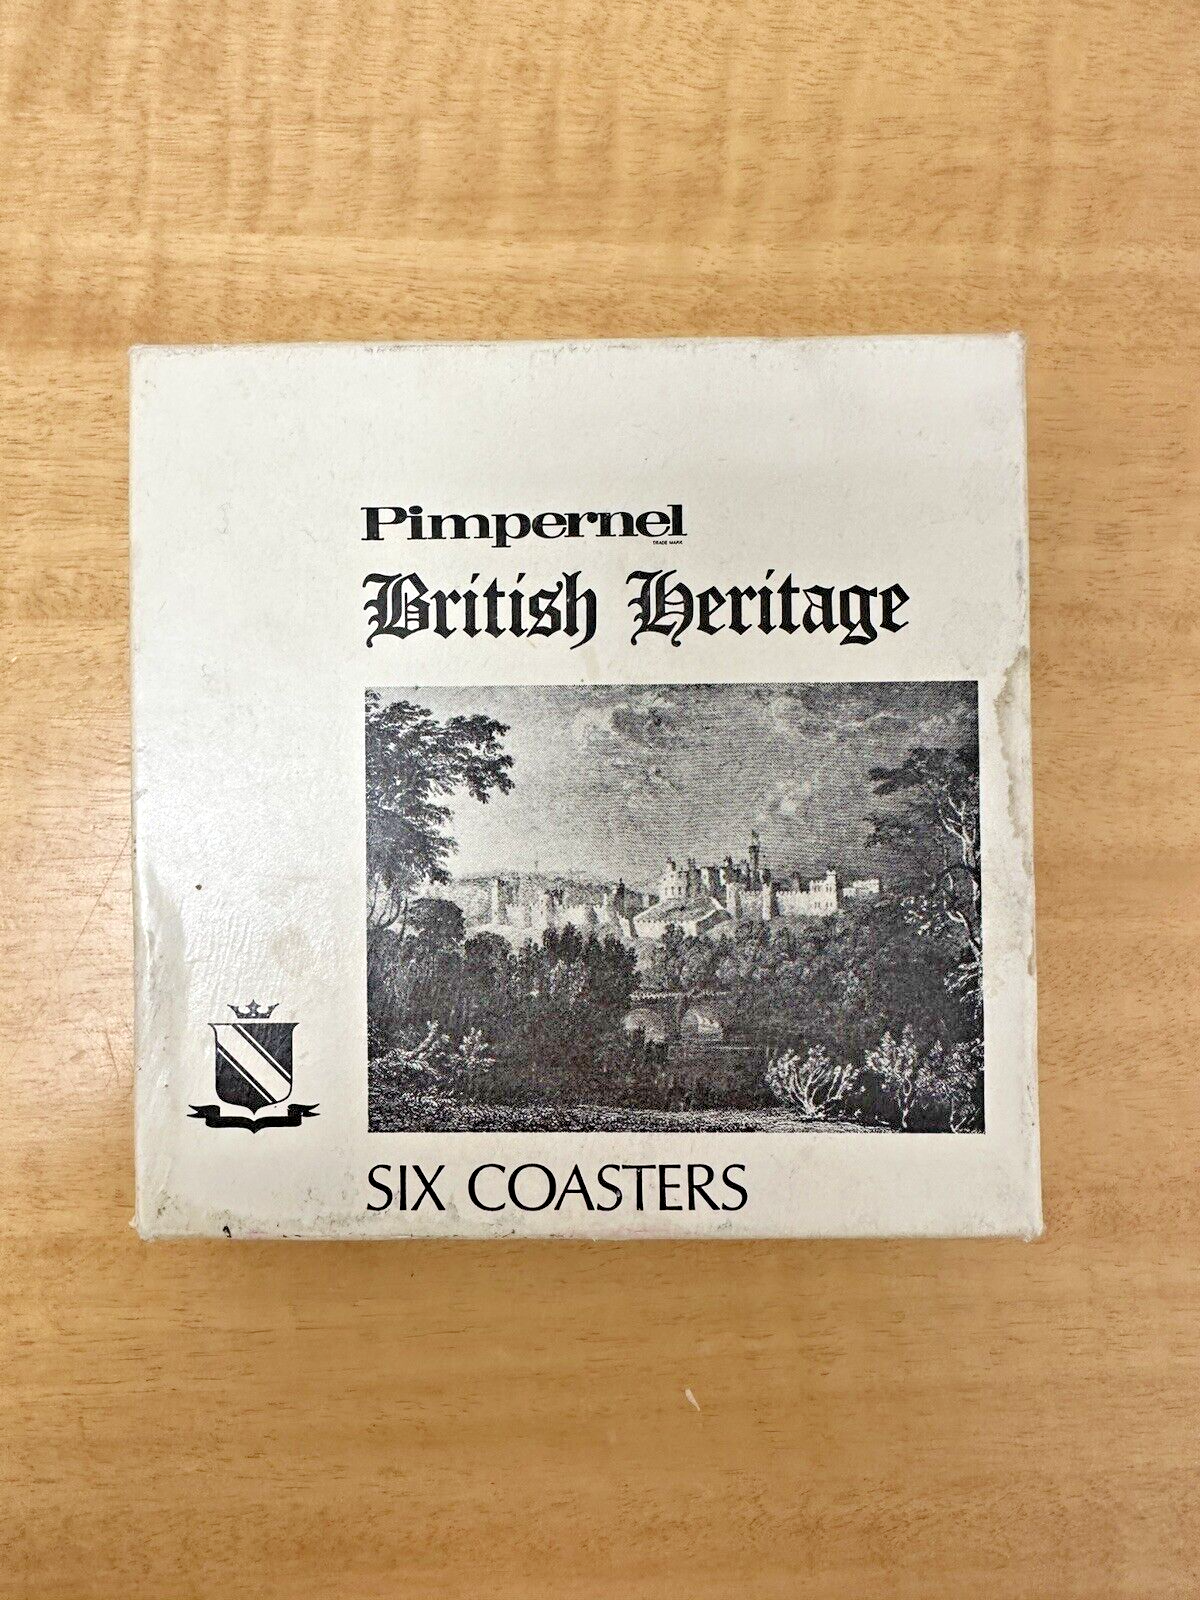 Pimpernel
TRADE MARK
British Heritage
SIX COASTERS